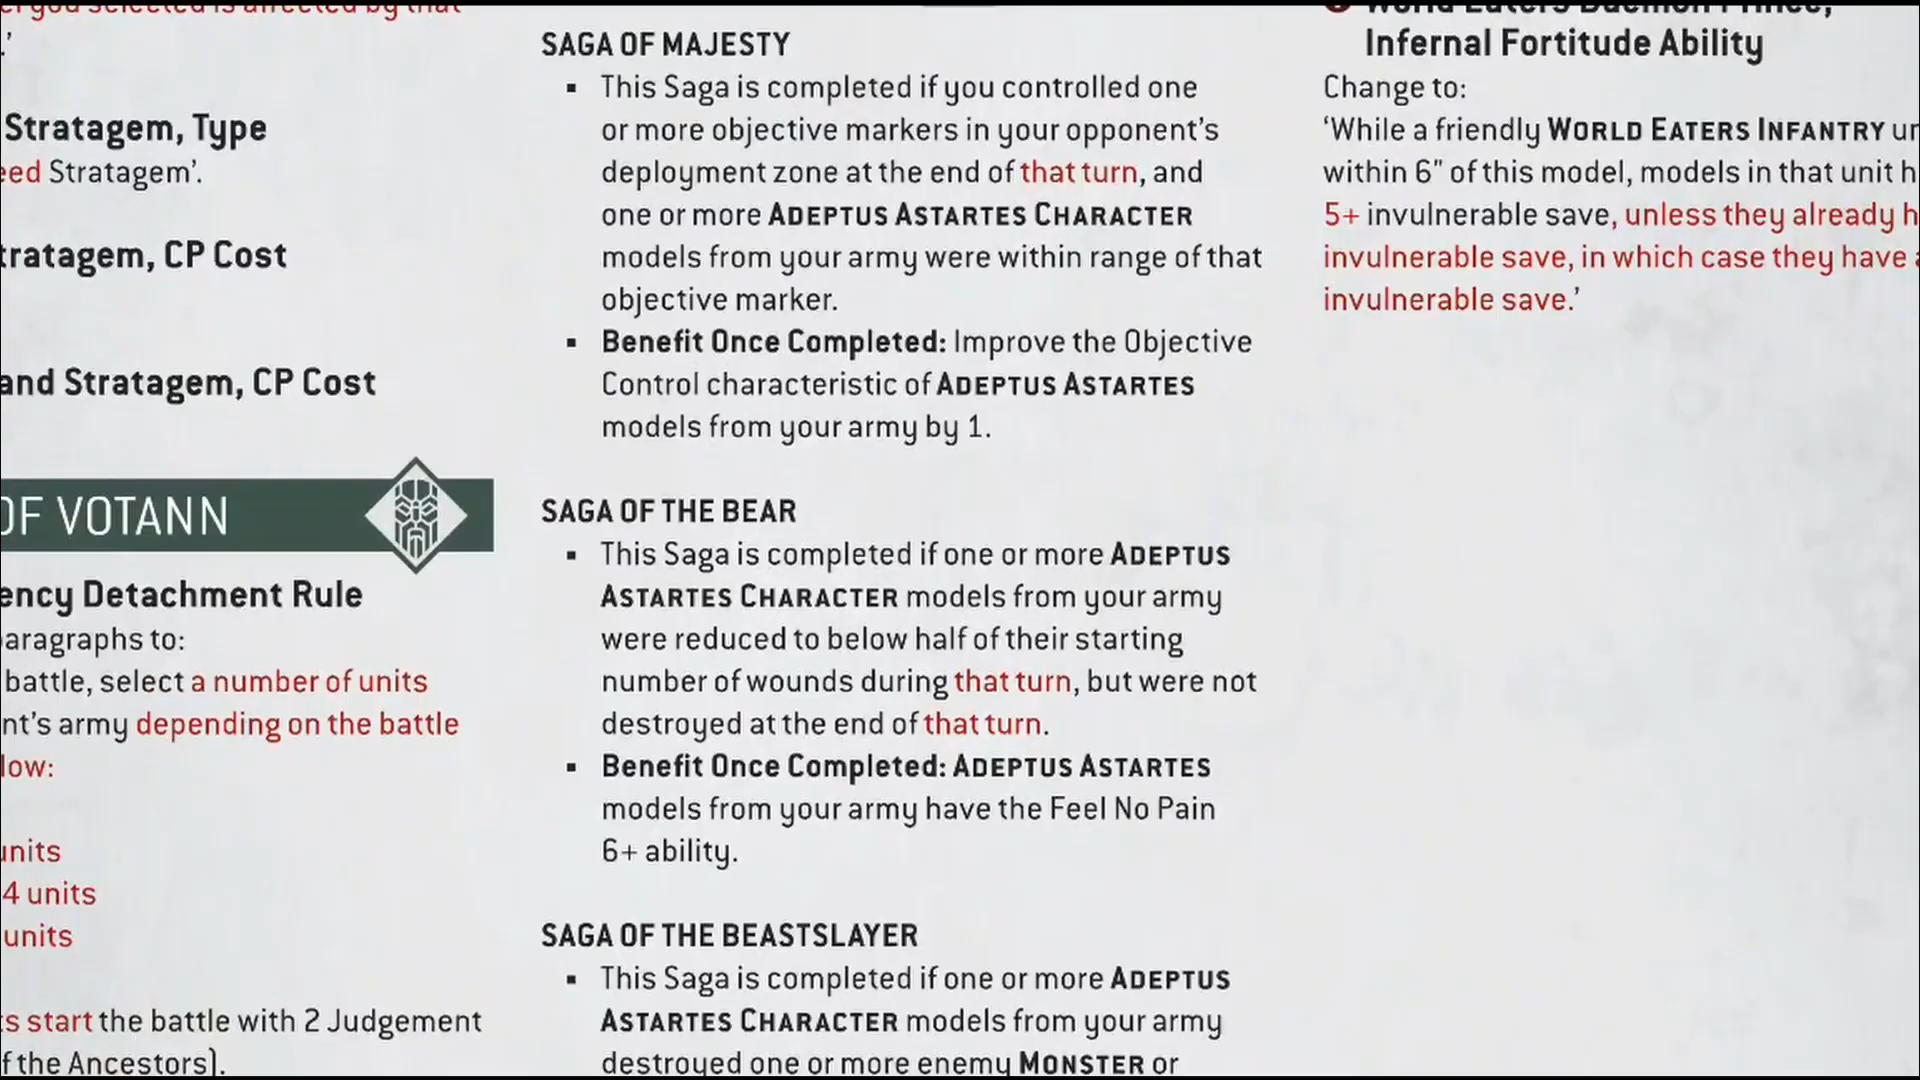 .'
Stratagem, Type
Stratagem'.
CP Cost
and Stratagem, CP Cost
OF VOTANN
Detachment Rule
paragraphs to:
battle, select a number of units
army depending on the battle
units
4 units
units
start the battle with 2 Judgement
the Ancestors).
SAGA OF MAJESTY
▪ This Saga is completed if you controlled one
or more objective markers in your opponent's
deployment zone at the end of that turn, and
one or more ADEPTUS ASTARTES CHARACTER
models from your army were within range of that
objective marker.
▪ Benefit Once Completed: Improve the Objective
Control characteristic of ADEPTUS ASTARTES
models from your army by 1.
SAGA OF THE BEAR
▪ This Saga is completed if one or more ADEPTUS
ASTARTES CHARACTER models from your army
were reduced to below half of their starting
number of wounds during that turn, but were not
destroyed at the end of that turn.
▪ Benefit Once Completed: ADEPTUS ASTARTES
models from your army have the Feel No Pain
6+ ability.
SAGA OF THE BEASTSLAYER
▪ This Saga is completed if one or more ADEPTUS
ASTARTES CHARACTER models from your army
destroyed one or more enemy MONSTER or
World Eaters Daemon Prince,
Infernal Fortitude Ability
Change to:
'While a friendly WORLD EATERS INFANTRY
within 6" of this model, models in that unit
5+ invulnerable save, unless they already
invulnerable save, in which case they have
invulnerable save.'